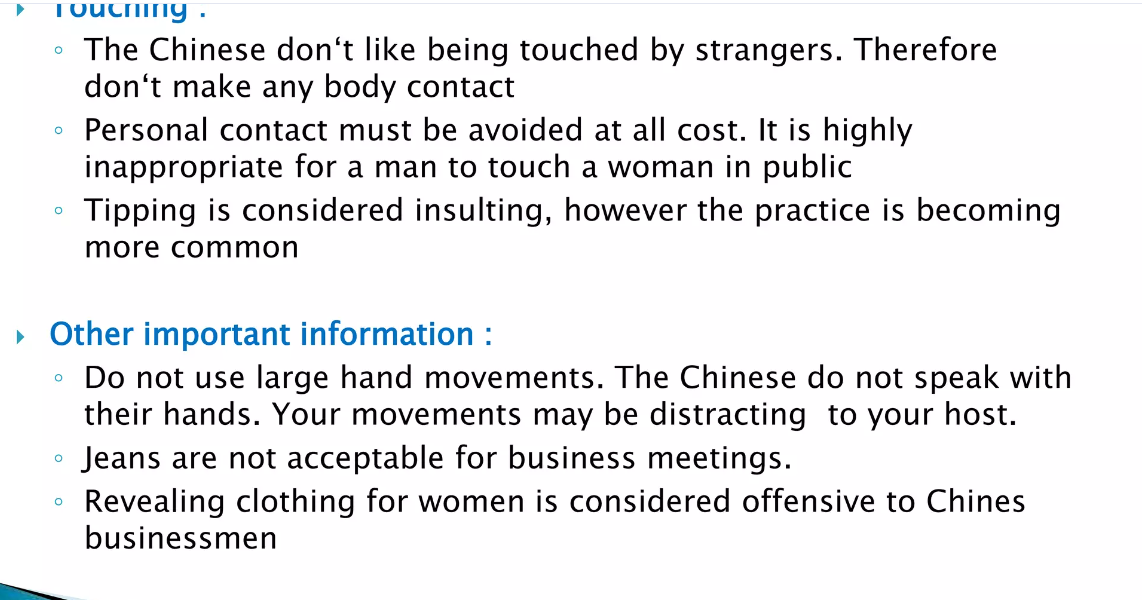 Touching :
The Chinese don‘t like being touched by strangers. Therefore
don‘t make any body contact
Personal contact must be avoided at all cost. It is highly
inappropriate for a man to touch a woman in public
Tipping is considered insulting, however the practice is becoming
more common
Other important information :
Do not use large hand movements. The Chinese do not speak with
their hands. Your movements may be distracting  to your host.
Jeans are not acceptable for business meetings.
Revealing clothing for women is considered offensive to Chines
businessmen